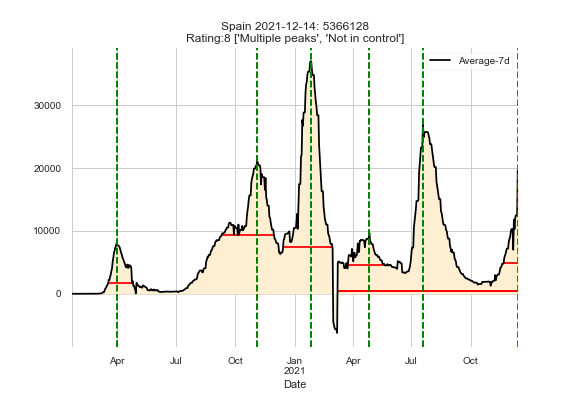 Spain 2021-12-14: 5366128
Rating:8 ['Multiple peaks', 'Not in control']
Average-7d
30000
20000
10000
0
Apr Jul Oct Jan Apr Jul Oct
2021
Date